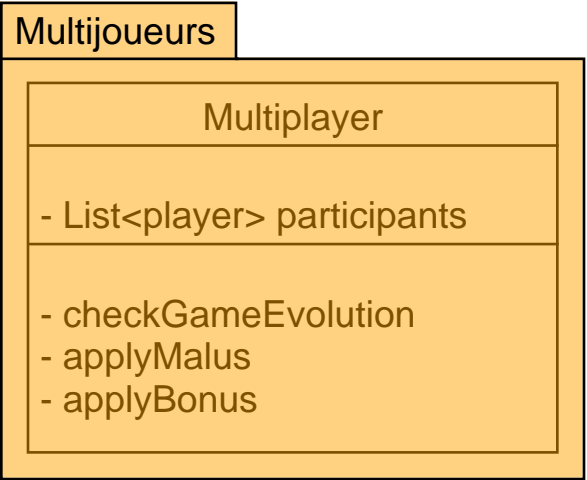 Multijoueurs
Multiplayer
- List<player> participants
- checkGameEvolution
- applyMalus
- applyBonus